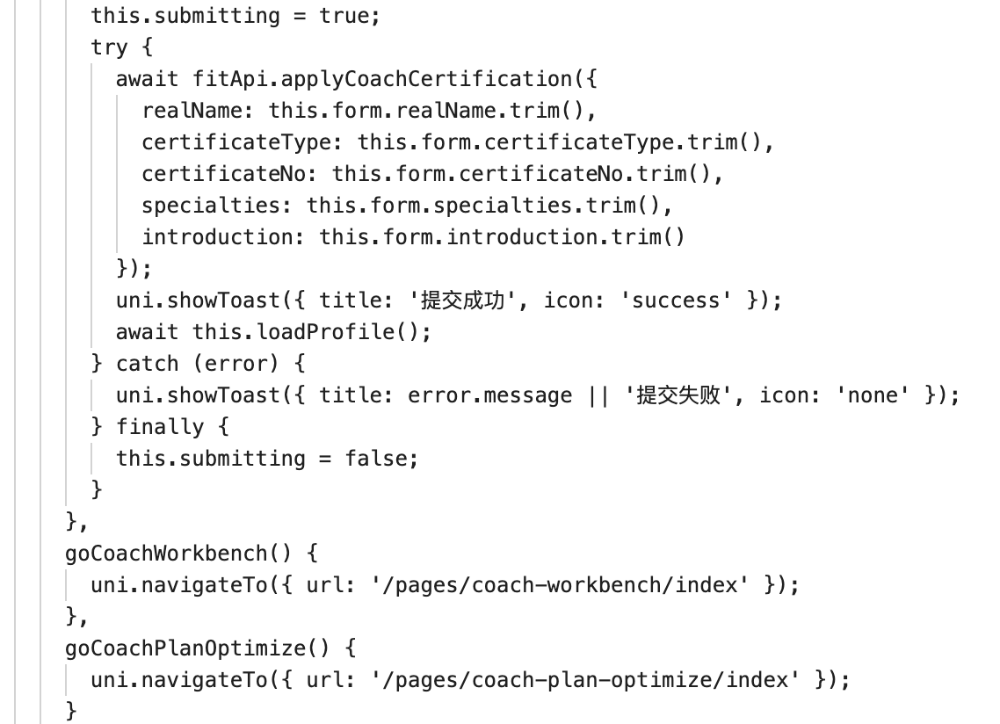 this.submitting = true;
try {
await fitApi.applyCoachCertification({
realName: this.form.realName.trim(),
certificateType: this.form.certificateType.trim(),
certificateNo: this.form.certificateNo.trim(),
specialties: this.form.specialties.trim(),
introduction: this.form.introduction.trim()
});
uni.showToast({ title: '提交成功', icon: 'success' });
await this.loadProfile();
} catch (error) {
uni.showToast({ title: error.message || '提交失败', icon: 'none' });
} finally {
this.submitting = false;
}
},
goCoachWorkbench() {
uni.navigateTo({ url: '/pages/coach-workbench/index' });
},
goCoachPlanOptimize() {
uni.navigateTo({ url: '/pages/coach-plan-optimize/index' });
}